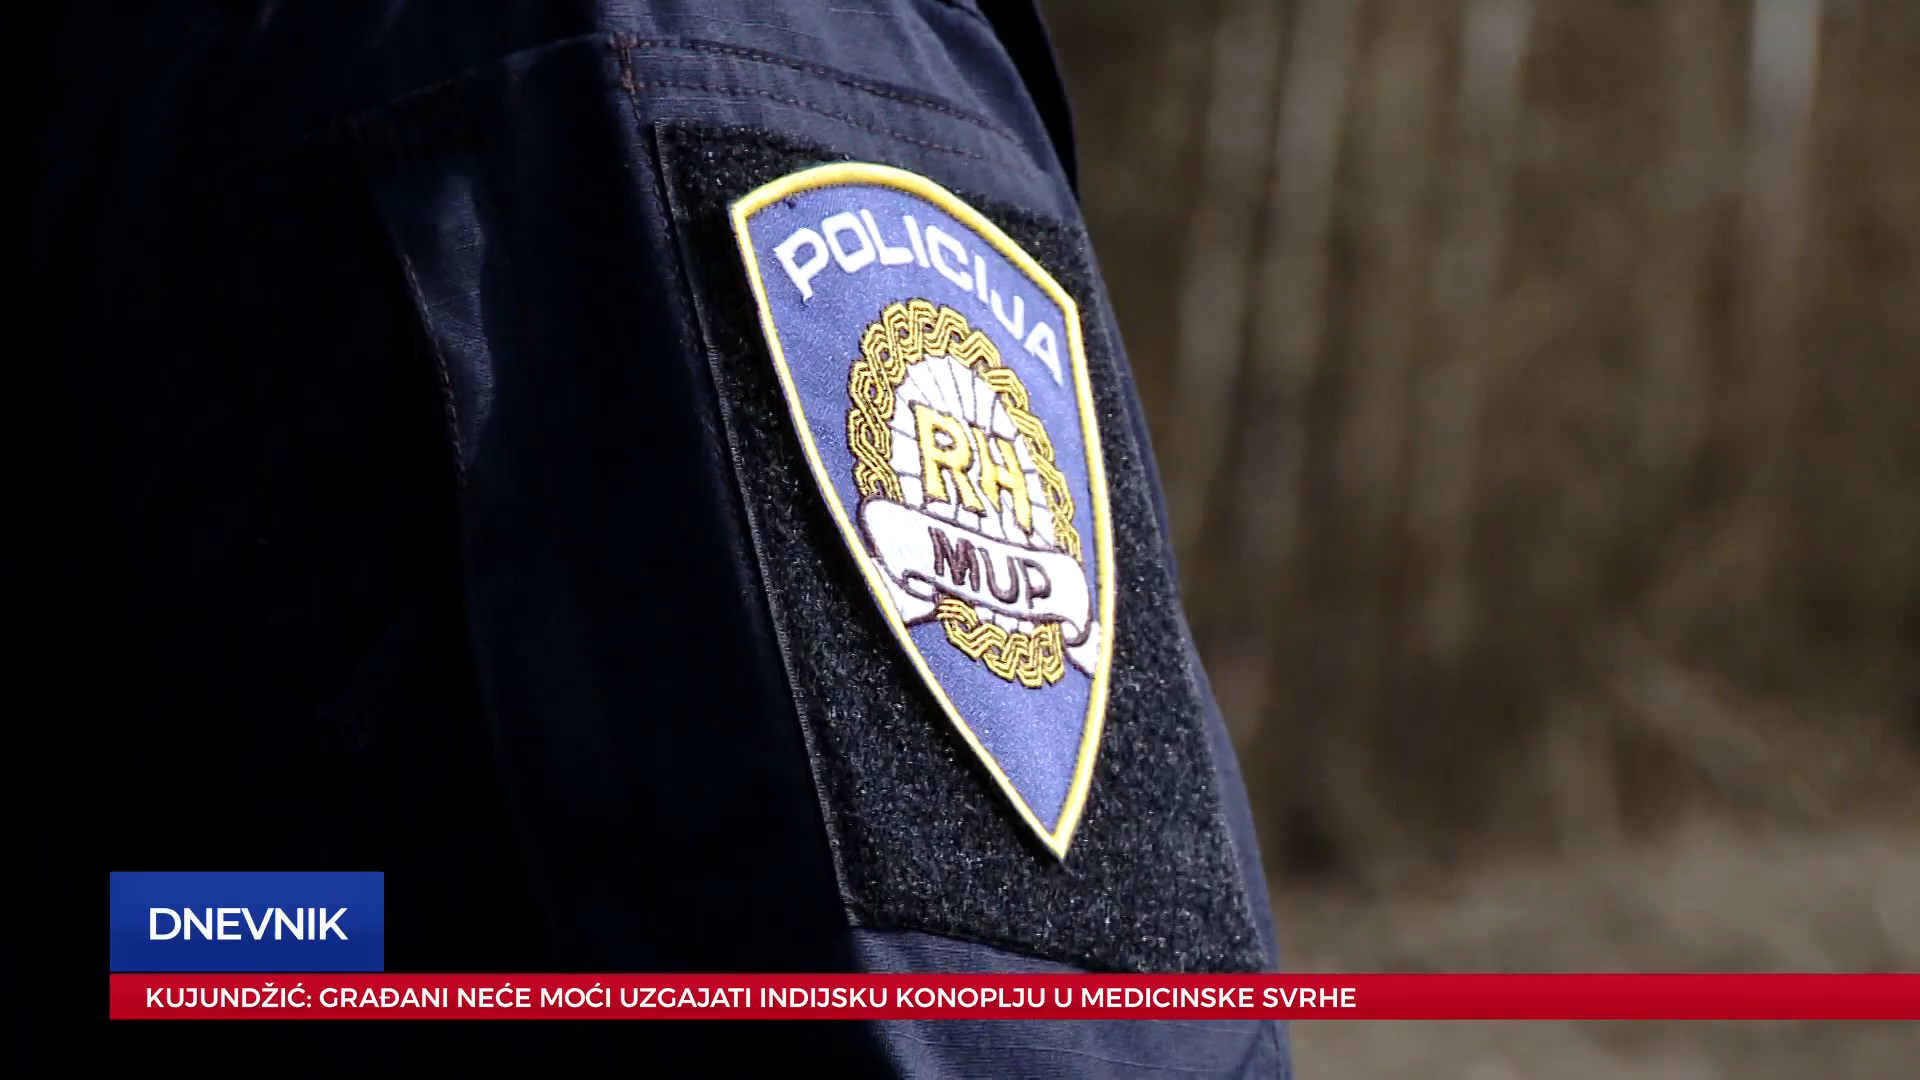 POLICIJA
RH
MUP
DNEVNIK
KUJUNDŽIĆ: GRAĐANI NEĆE MOĆI UZGAJATI INDIJSKU KONOPLJU U MEDICINSKE SVRHE